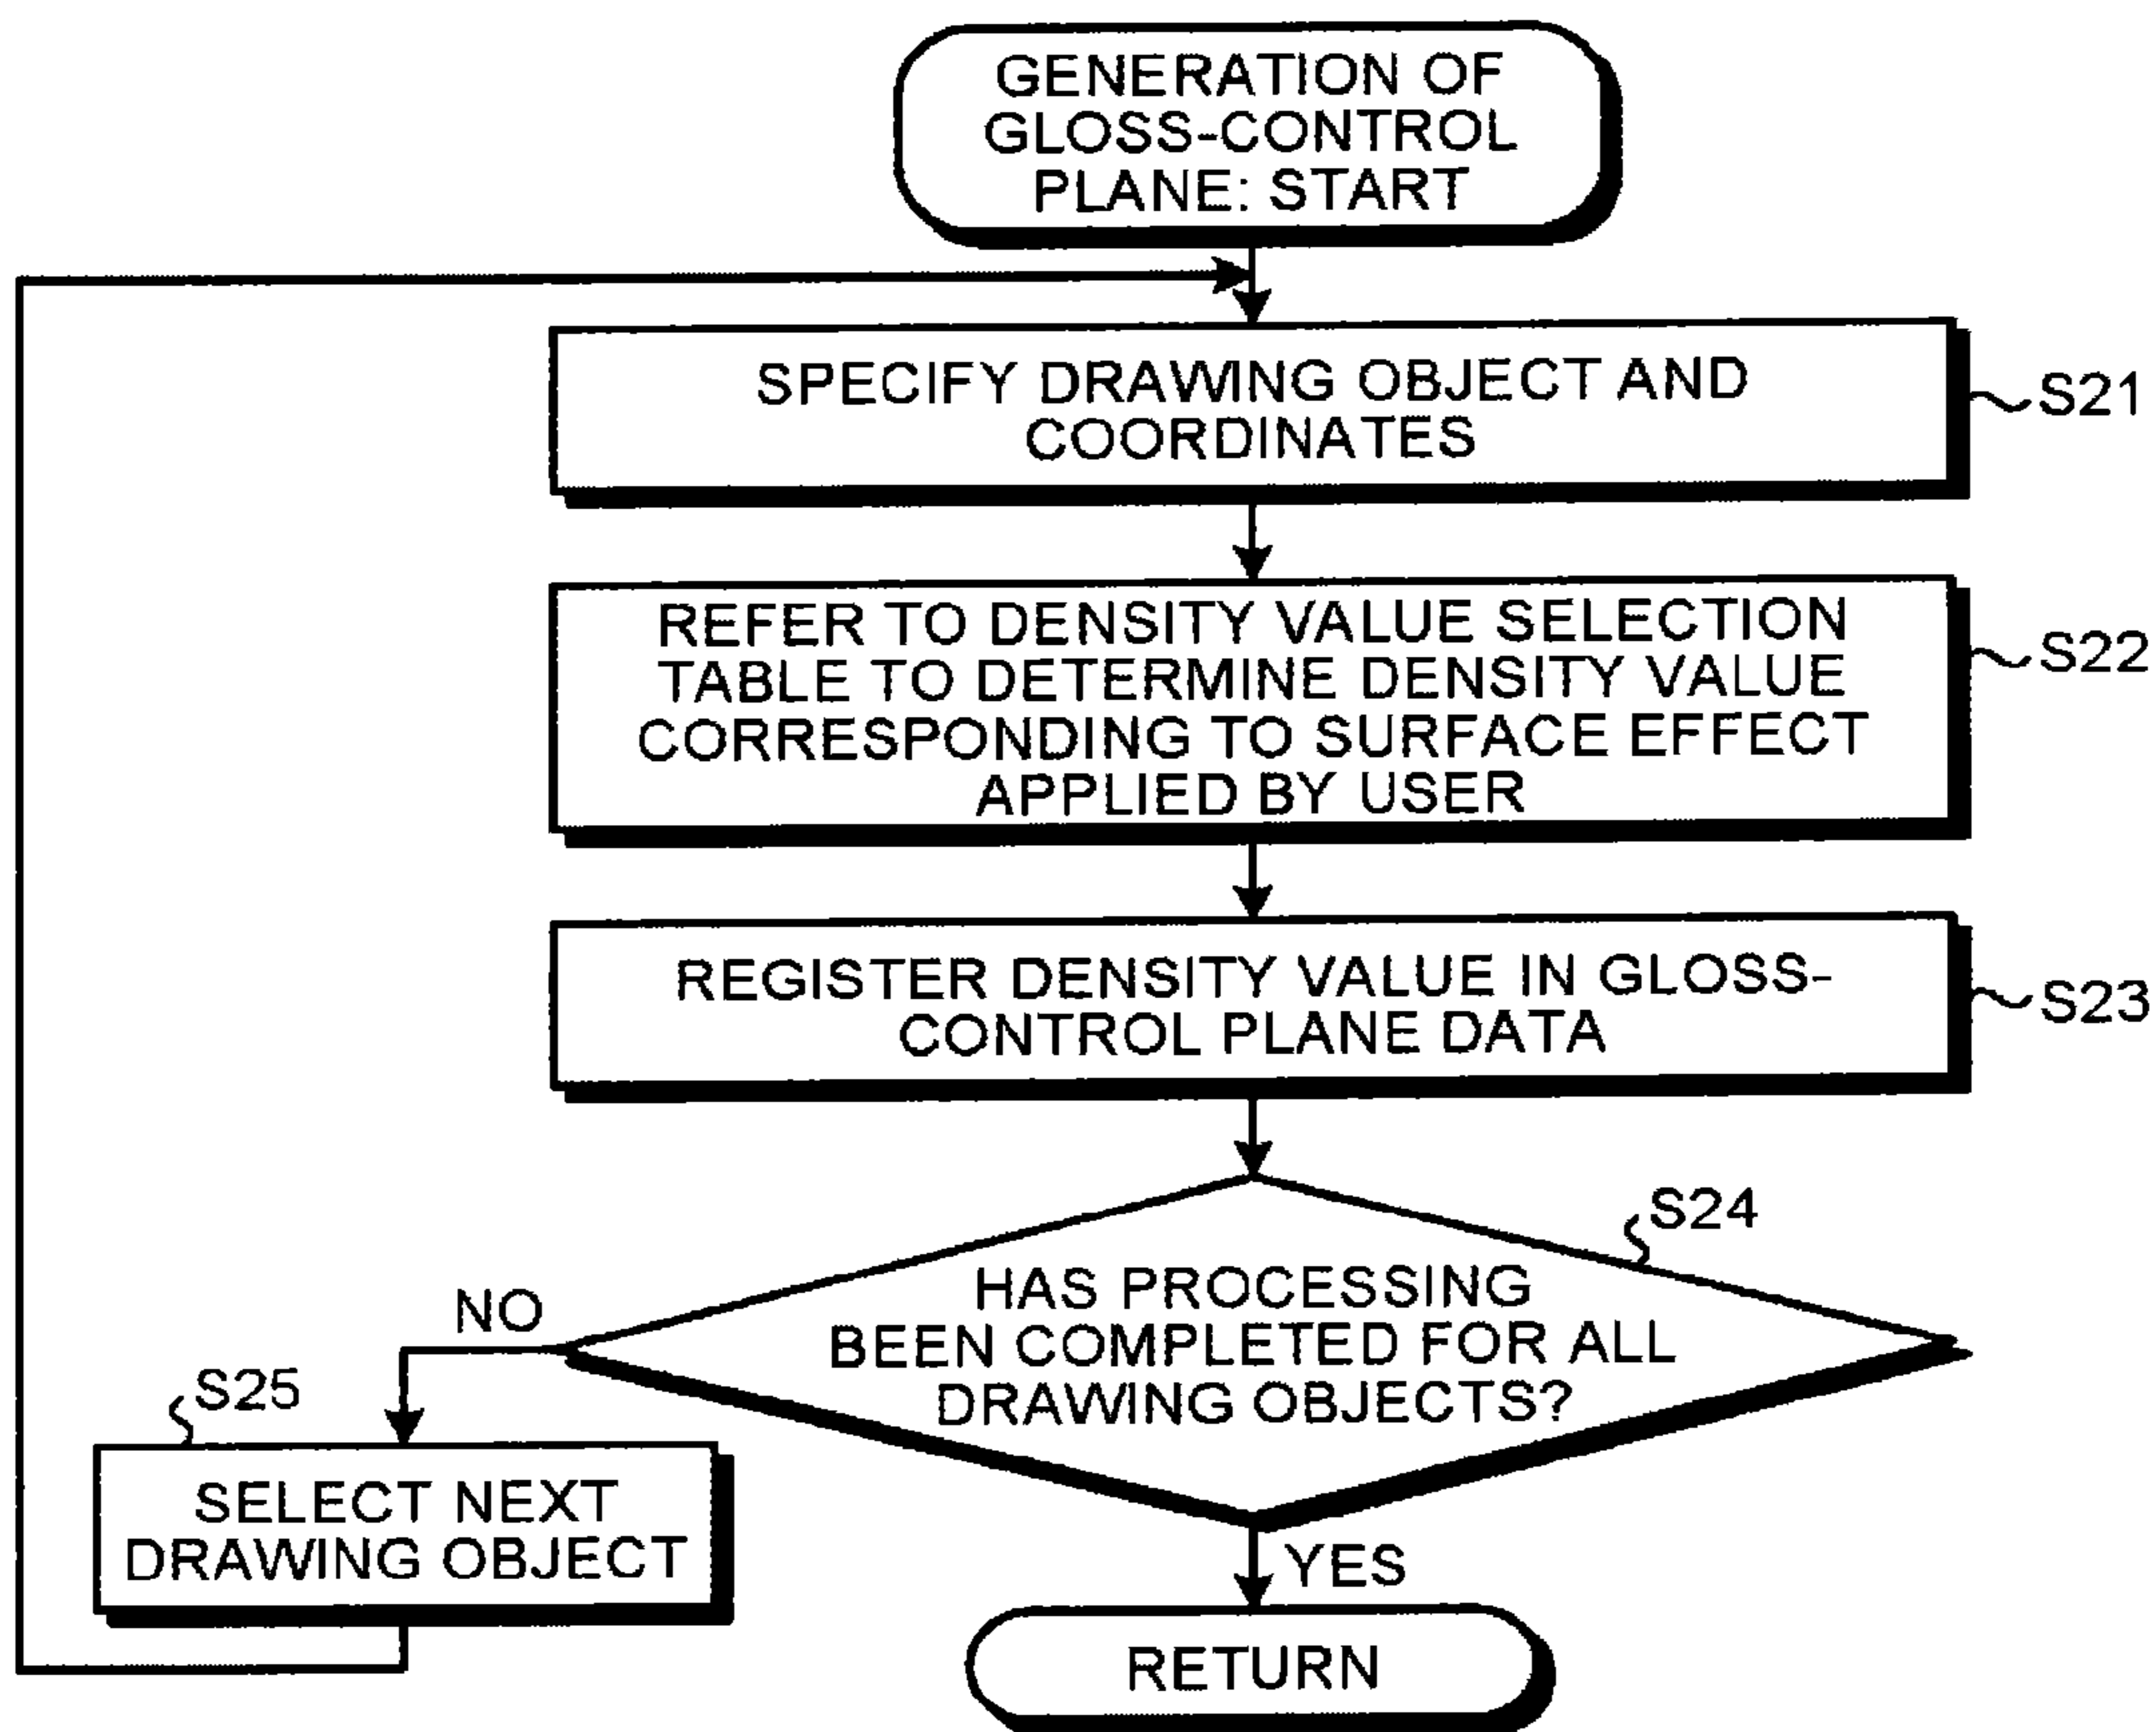 GENERATION OF
GLOSS-CONTROL
PLANE: START
SPECIFY DRAWING OBJECT AND
COORDINATES
S21
REFER TO DENSITY VALUE SELECTION
TABLE TO DETERMINE DENSITY VALUE
CORRESPONDING TO SURFACE EFFECT
APPLIED BY USER
S22
REGISTER DENSITY VALUE IN GLOSS-
CONTROL PLANE DATA
S23
S24
HAS PROCESSING
BEEN COMPLETED FOR ALL
DRAWING OBJECTS?
NO
S25
SELECT NEXT
DRAWING OBJECT
YES
RETURN